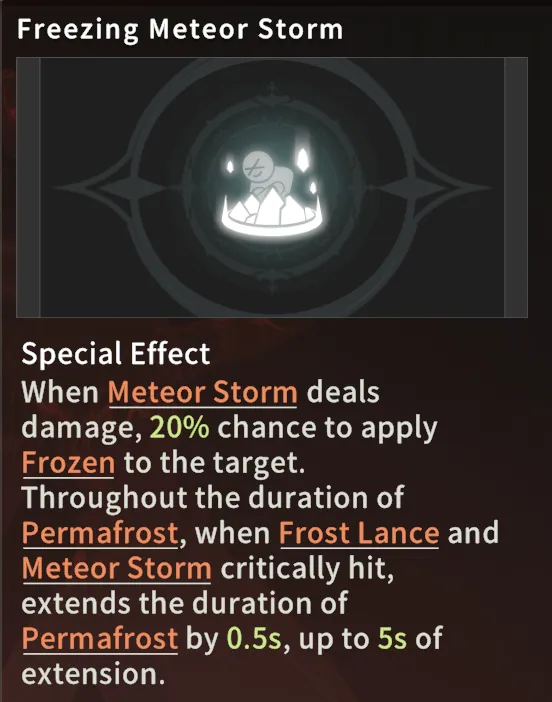 Freezing Meteor Storm
Special Effect
When Meteor Storm deals
damage, 20% chance to apply
Frozen to the target.
Throughout the duration of
Permafrost, when Frost Lance and
Meteor Storm critically hit,
extends the duration of
Permafrost by 0.5s, up to 5s of
extension.